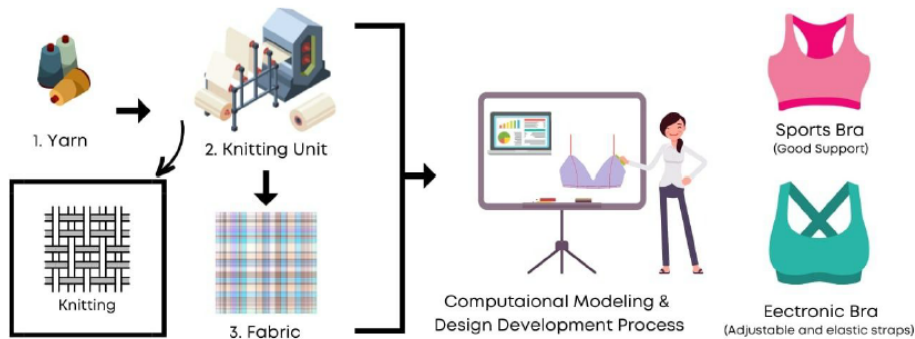 1. Yarn
2. Knitting Unit
Knitting
3. Fabric
Computaional Modeling &
Design Development Process
Sports Bra
(Good Support)
Eectronic Bra
(Adjustable and elastic straps)